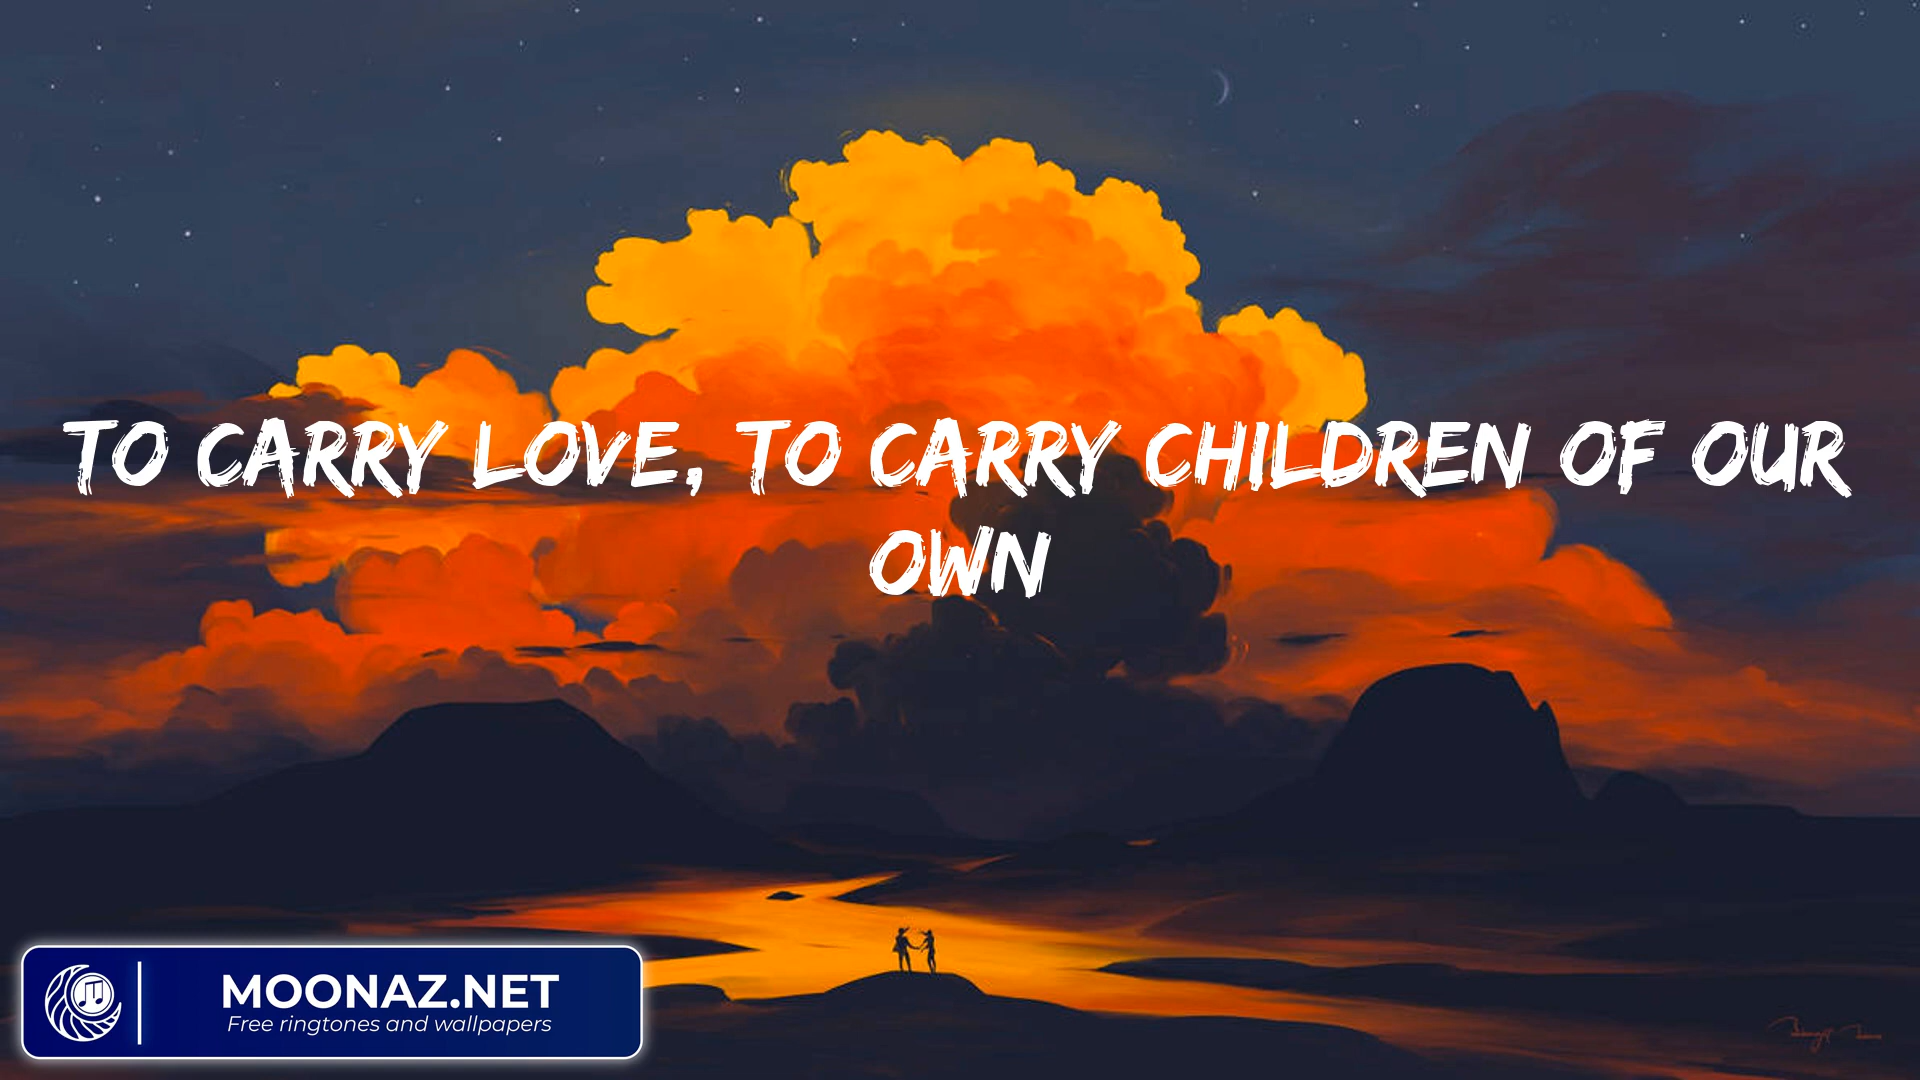 TO CARRY LOVE, TO CARRY CHILDREN OF OUR
OWN
MOONAZ.NET
Free ringtones and wallpapers